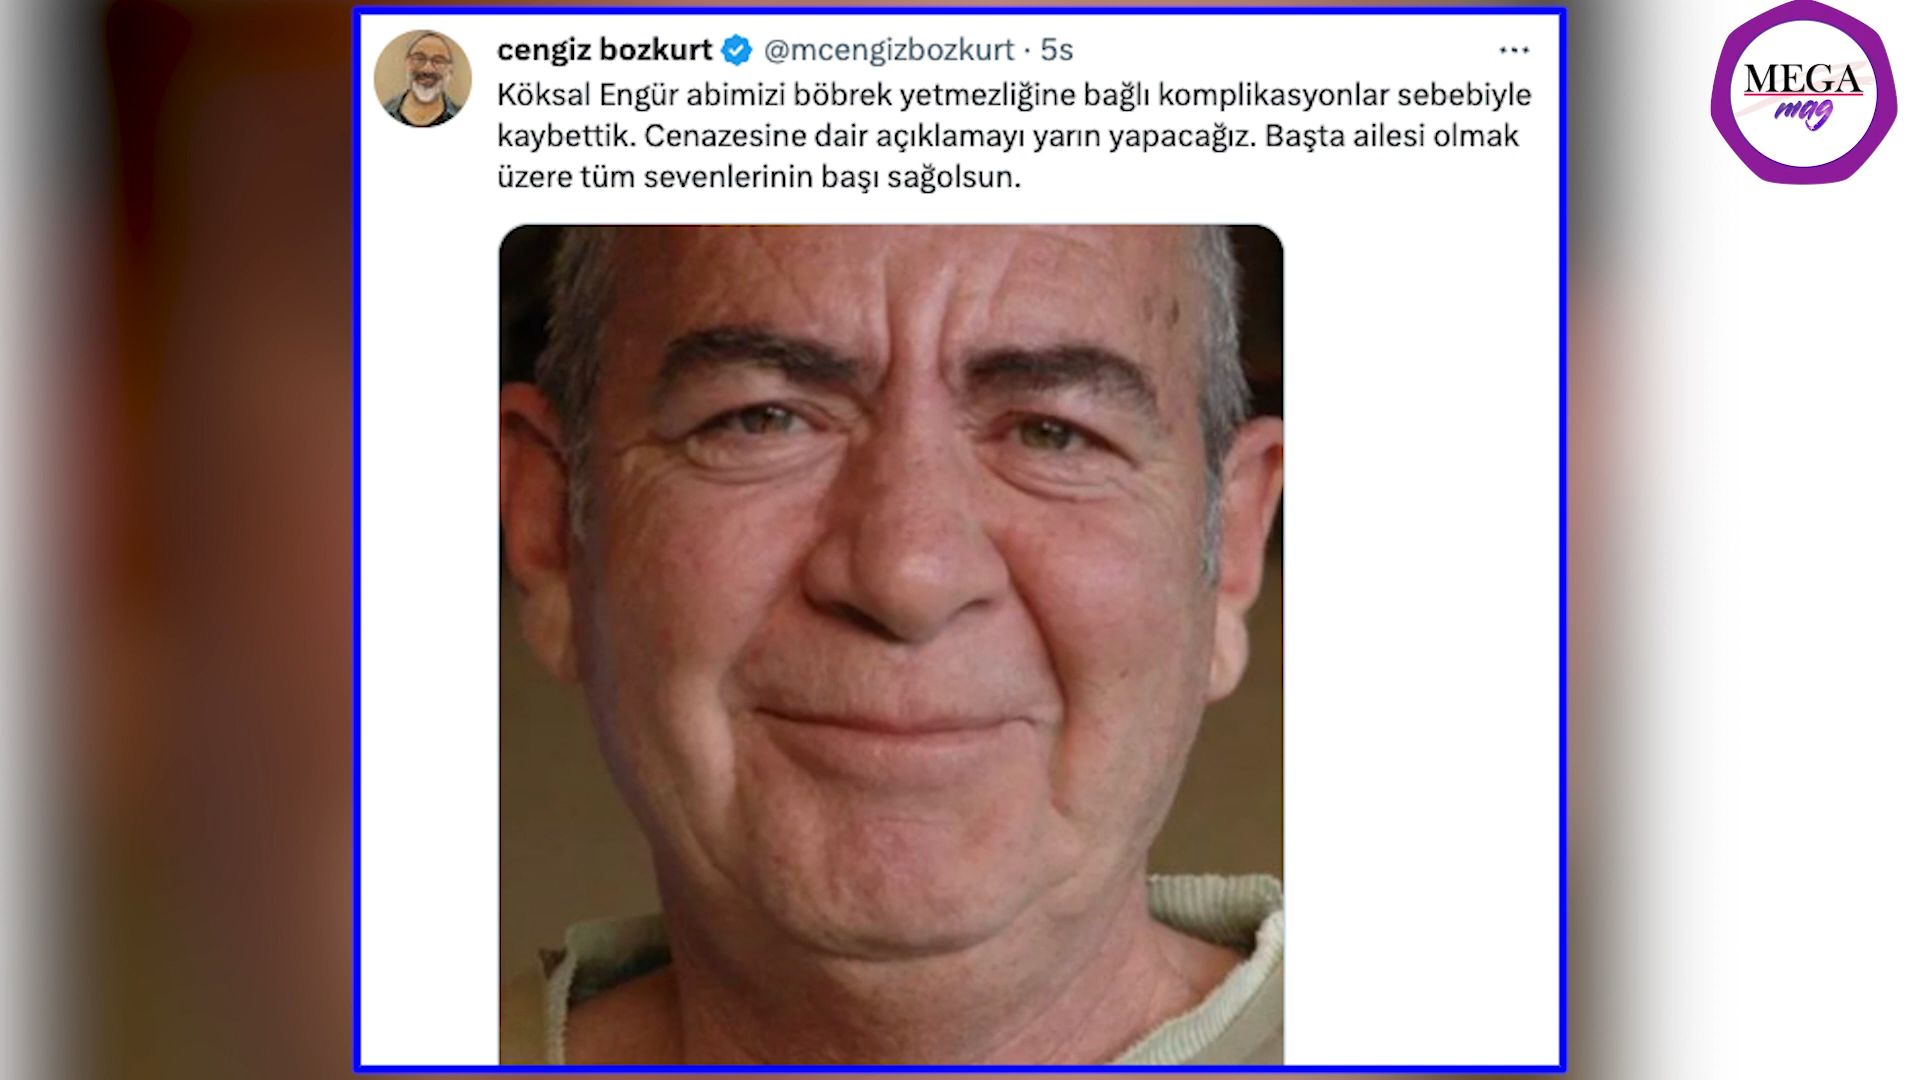 cengiz bozkurt @mcengizbozkurt · 5s
Köksal Engür abimizi böbrek yetmezliğine bağlı komplikasyonlar sebebiyle
kaybettik. Cenazesine dair açıklamayı yarın yapacağız. Başta ailesi olmak
üzere tüm sevenlerinin başı sağolsun.
MEGA
mag